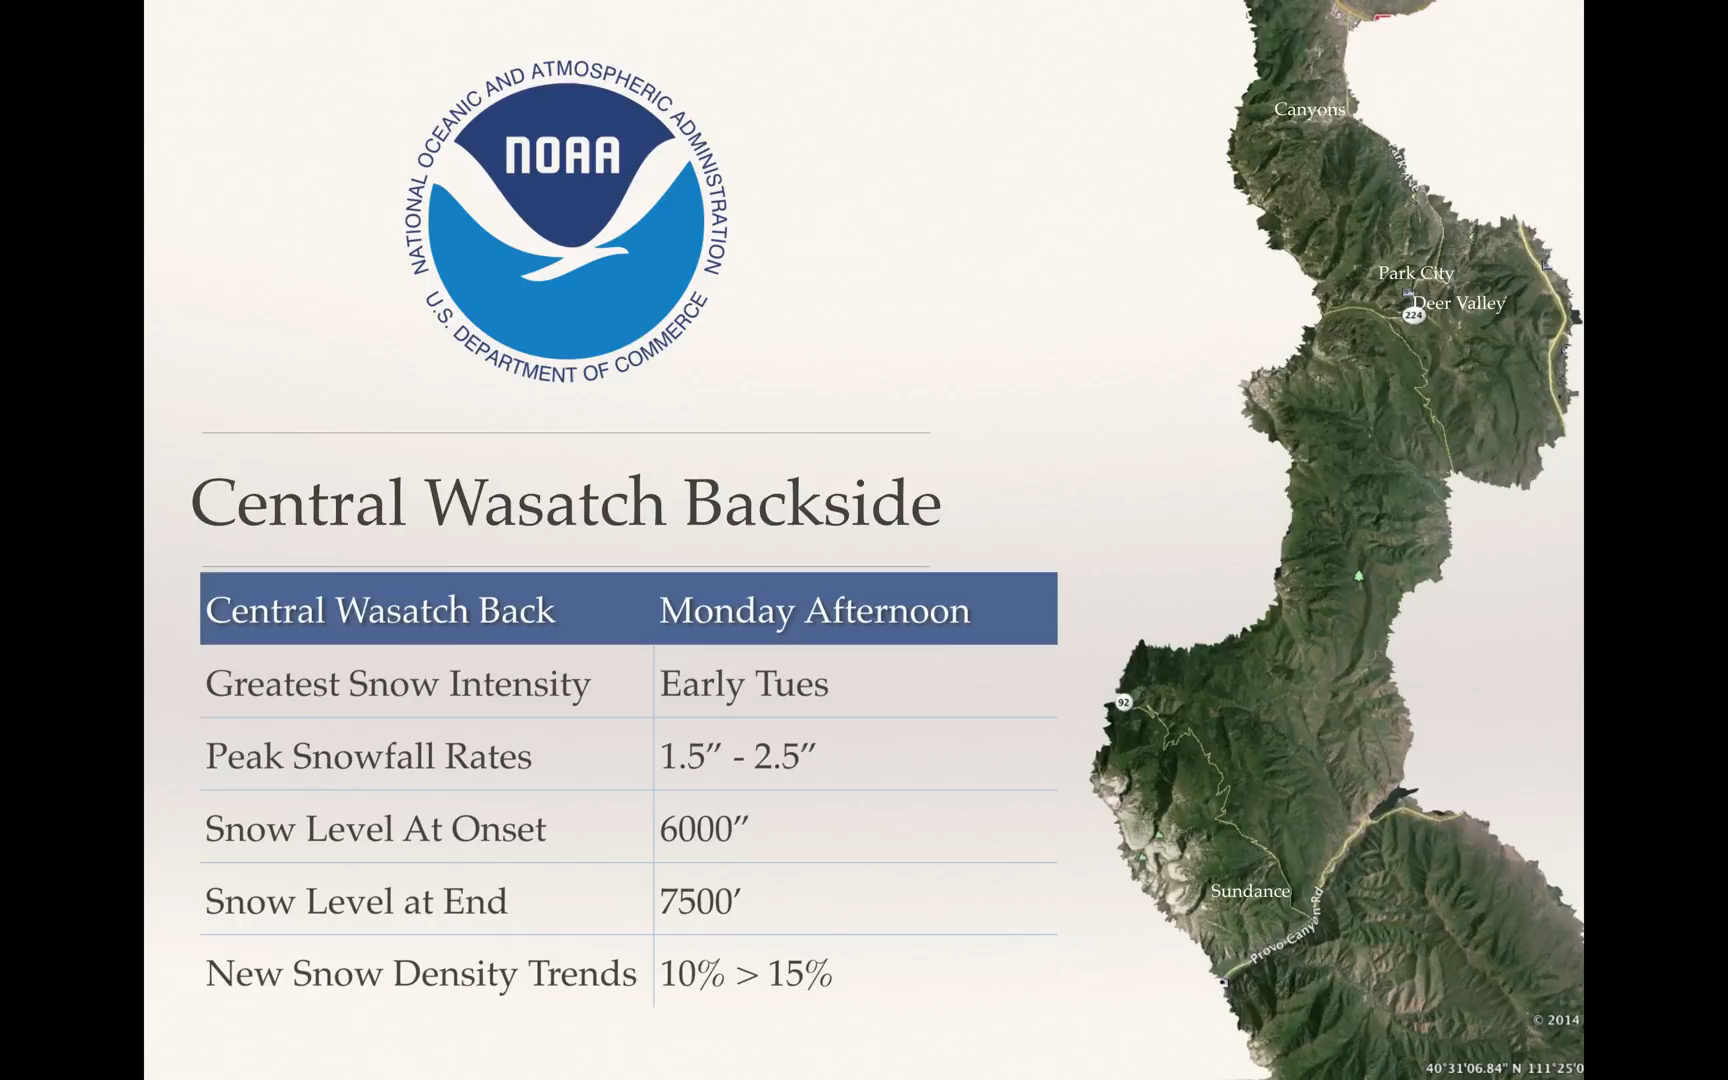 NATIONAL OCEANIC AND ATMOSPHERIC ADMINISTRATION
NOAA
U.S. DEPARTMENT OF COMMERCE
Central Wasatch Backside
Central Wasatch Back Monday Afternoon
Greatest Snow Intensity Early Tues
Peak Snowfall Rates 1.5” - 2.5”
Snow Level At Onset 6000”
Snow Level at End 7500’
New Snow Density Trends 10% > 15%
Canyons
Park City
Deer Valley
224
92
Sundance
Provo Canyon Rd
© 2014
40°31'06.84" N 111°25'0